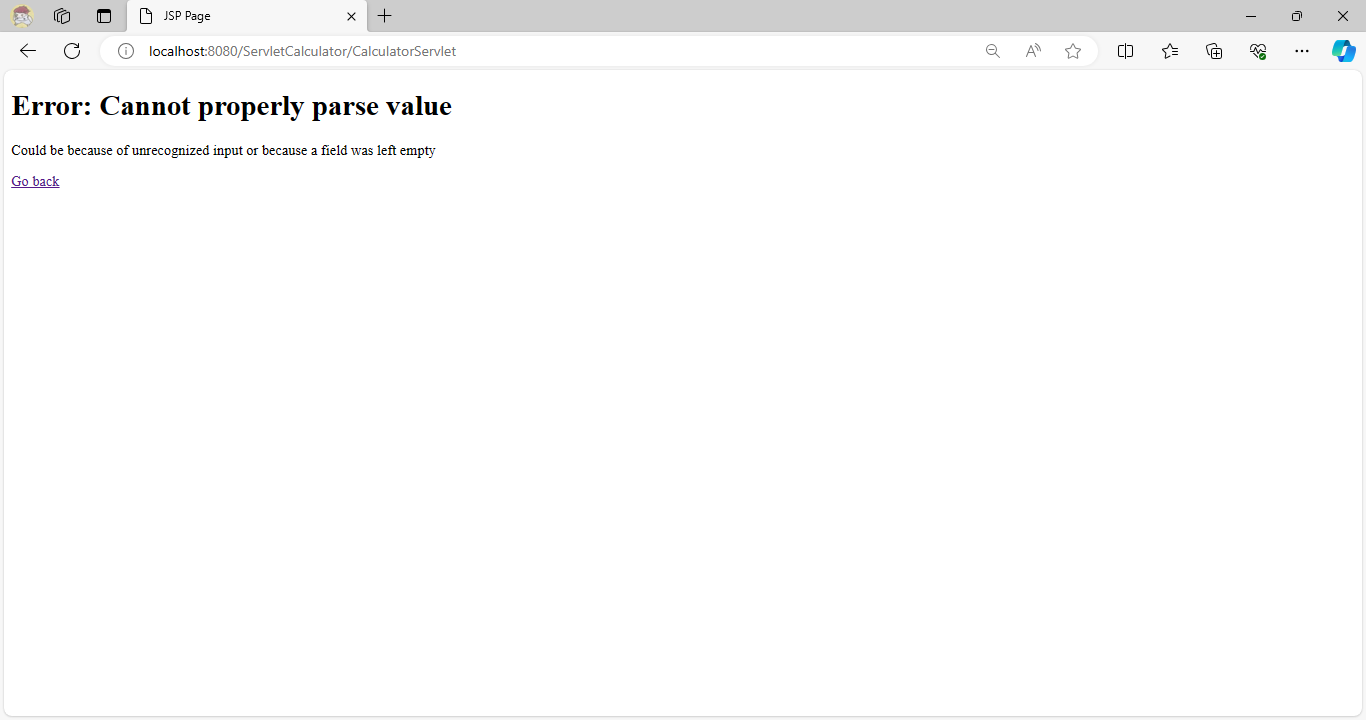 JSP Page
localhost:8080/ServletCalculator/CalculatorServlet
Error: Cannot properly parse value
Could be because of unrecognized input or because a field was left empty
Go back